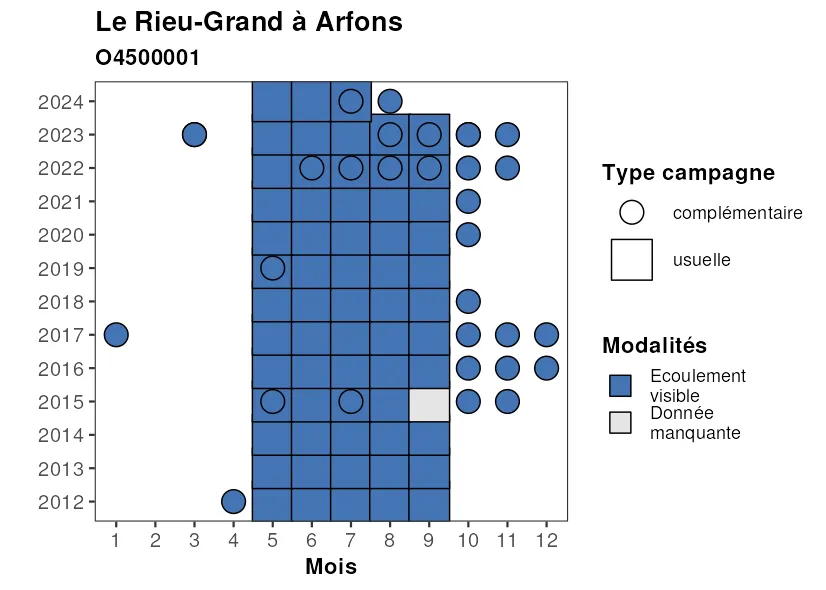 Le Rieu-Grand à Arfons
O4500001
2024
2023
2022
2021
2020
2019
2018
2017
2016
2015
2014
2013
2012
1 2 3 4 5 6 7 8 9 10 11 12
Mois
Type campagne
complémentaire
usuelle
Modalités
Ecoulement
visible
Donnée
manquante